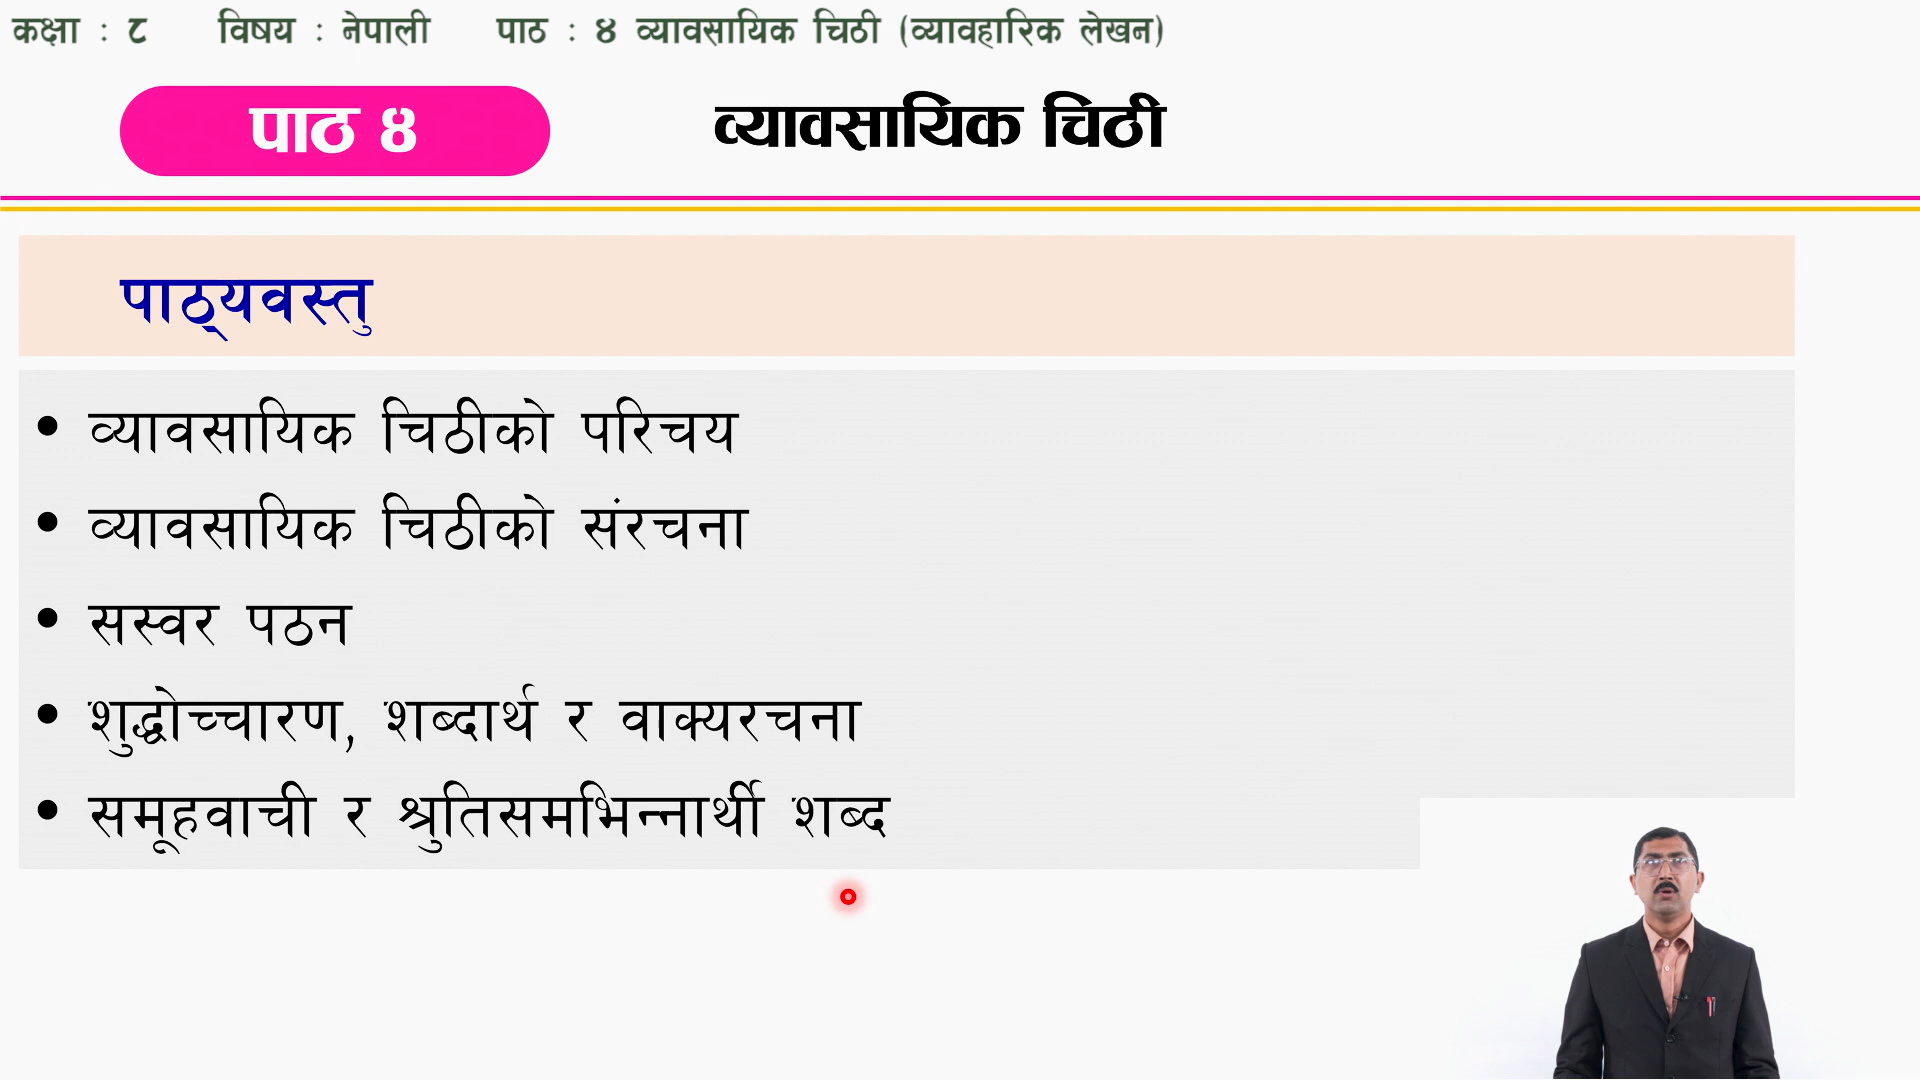 कक्षा : ८ विषय : नेपाली पाठ : ४ व्यावसायिक चिठी (व्यावहारिक लेखन)
पाठ ४ व्यावसायिक चिठी
पाठ्यवस्तु
• व्यावसायिक चिठीको परिचय
• व्यावसायिक चिठीको संरचना
• सस्वर पठन
• शुद्धोच्चारण, शब्दार्थ र वाक्यरचना
• समूहवाची र श्रुतिसमभिन्नार्थी शब्द